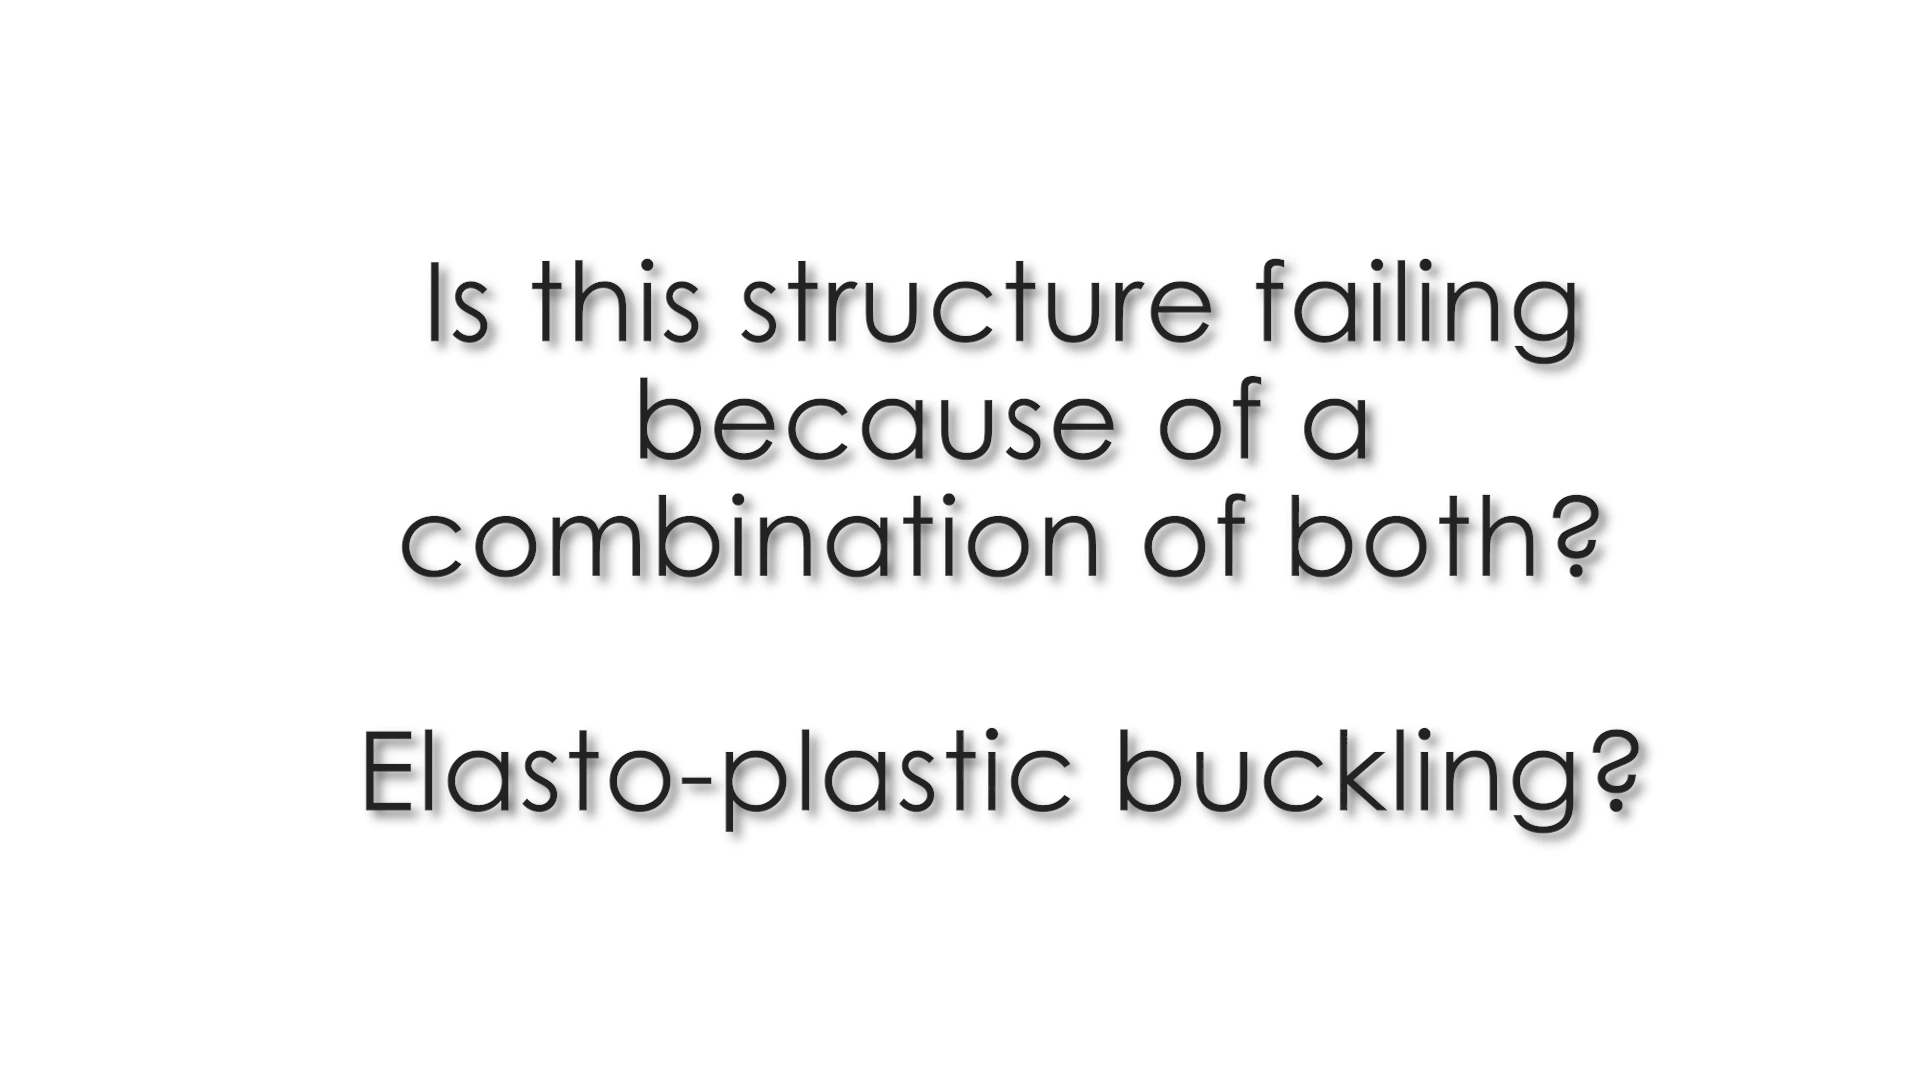 Is this structure failing
because of a
combination of both?
Elasto-plastic buckling?